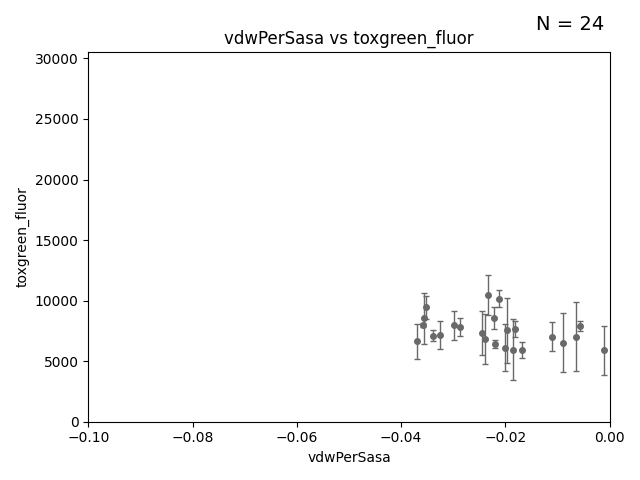 N = 24
vdwPerSasa vs toxgreen_fluor
30000
25000
20000
15000
10000
5000
0
toxgreen_fluor
−0.10 −0.08 −0.06 −0.04 −0.02 0.00
vdwPerSasa